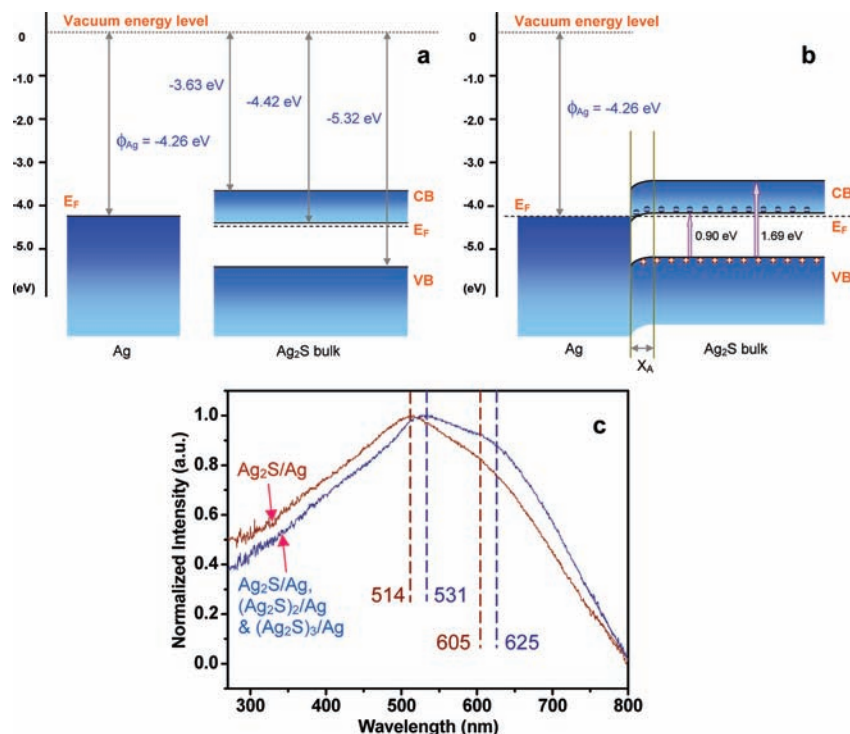 Vacuum energy level
0
-1.0
-2.0
-3.0
-4.0
-5.0
(eV)
a
-3.63 eV
-4.42 eV
-5.32 eV
ϕAg = -4.26 eV
EF
CB
EF
VB
Ag
Ag2S bulk
Vacuum energy level
0
-1.0
-2.0
-3.0
-4.0
-5.0
(eV)
b
ϕAg = -4.26 eV
EF
CB
EF
0.90 eV
1.69 eV
VB
Ag
XA
Ag2S bulk
c
Normalized Intensity (a.u.)
1.0
0.8
0.6
0.4
0.2
0.0
Ag2S/Ag
Ag2S/Ag,
(Ag2S)2/Ag
& (Ag2S)3/Ag
514
531
605
625
300 400 500 600 700 800
Wavelength (nm)